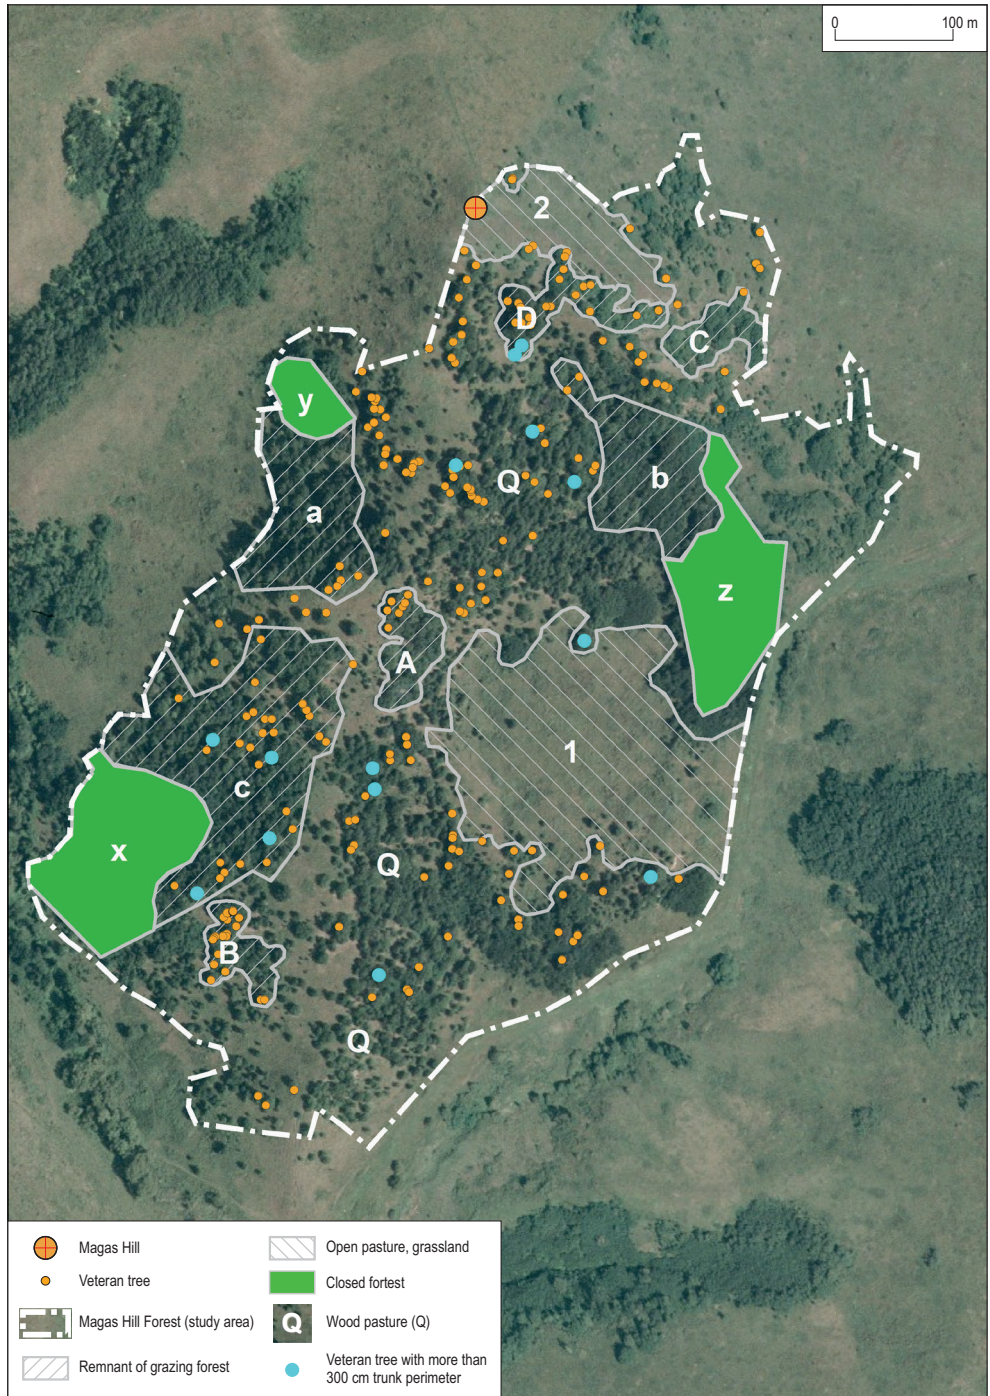 0 100 m
2
D
C
y
Q
b
a
z
A
1
c
x
Q
B
Q
Magas Hill
Veteran tree
Magas Hill Forest (study area)
Remnant of grazing forest
Open pasture, grassland
Closed fortest
Q Wood pasture (Q)
Veteran tree with more than
300 cm trunk perimeter